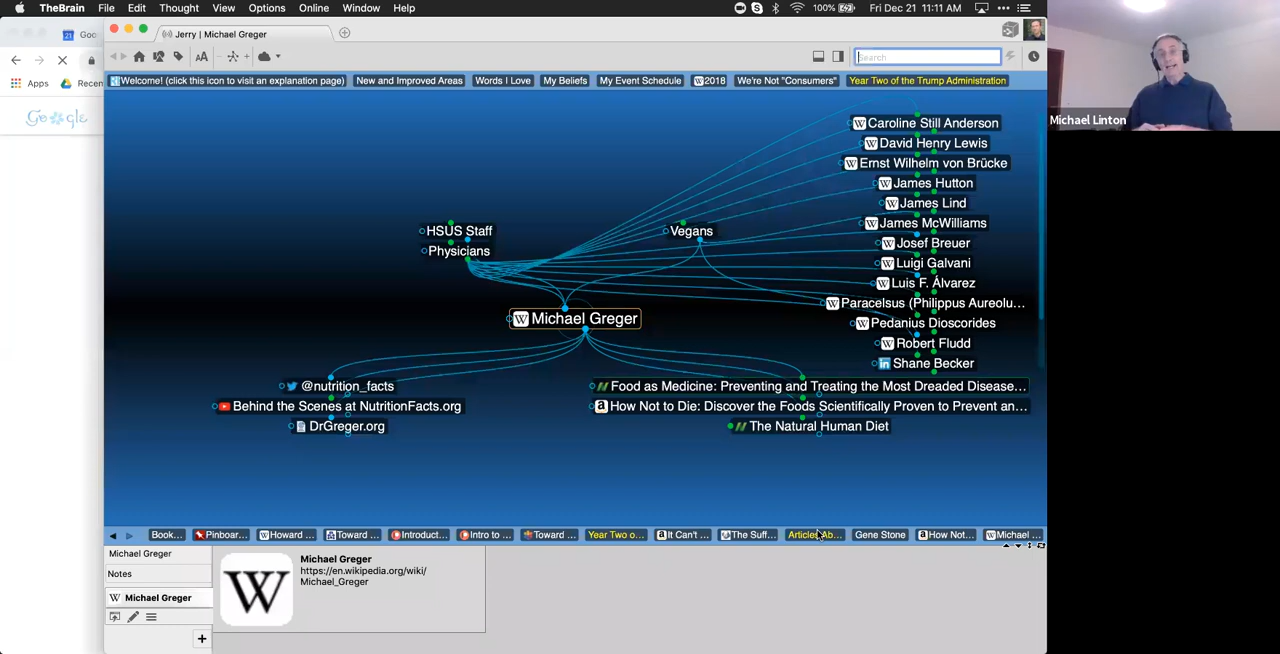 TheBrain File Edit Thought View Options Online Window Help 100% Fri Dec 21 11:11 AM
21 Goo
Jerry | Michael Greger
AA
Search
Apps Recen
Welcome! (click this icon to visit an explanation page) New and Improved Areas Words I Love My Beliefs My Event Schedule 2018 We're Not "Consumers" Year Two of the Trump Administration
Google
Michael Linton
Caroline Still Anderson
David Henry Lewis
Ernst Wilhelm von Brücke
James Hutton
James Lind
James McWilliams
Josef Breuer
Luigi Galvani
Luis F. Álvarez
Paracelsus (Philippus Aureolu...
Pedanius Dioscorides
Robert Fludd
Shane Becker
HSUS Staff
Physicians
Vegans
Michael Greger
@nutrition_facts
Behind the Scenes at NutritionFacts.org
DrGreger.org
Food as Medicine: Preventing and Treating the Most Dreaded Disease...
How Not to Die: Discover the Foods Scientifically Proven to Prevent an...
The Natural Human Diet
Book... Pinboar... Howard ... Toward ... Introduct... Intro to ... Toward ... Year Two o... It Can't ... The Suff... Gene Stone How Not... Michael ...
Michael Greger
Notes
Michael Greger
Michael Greger
https://en.wikipedia.org/wiki/
Michael_Greger